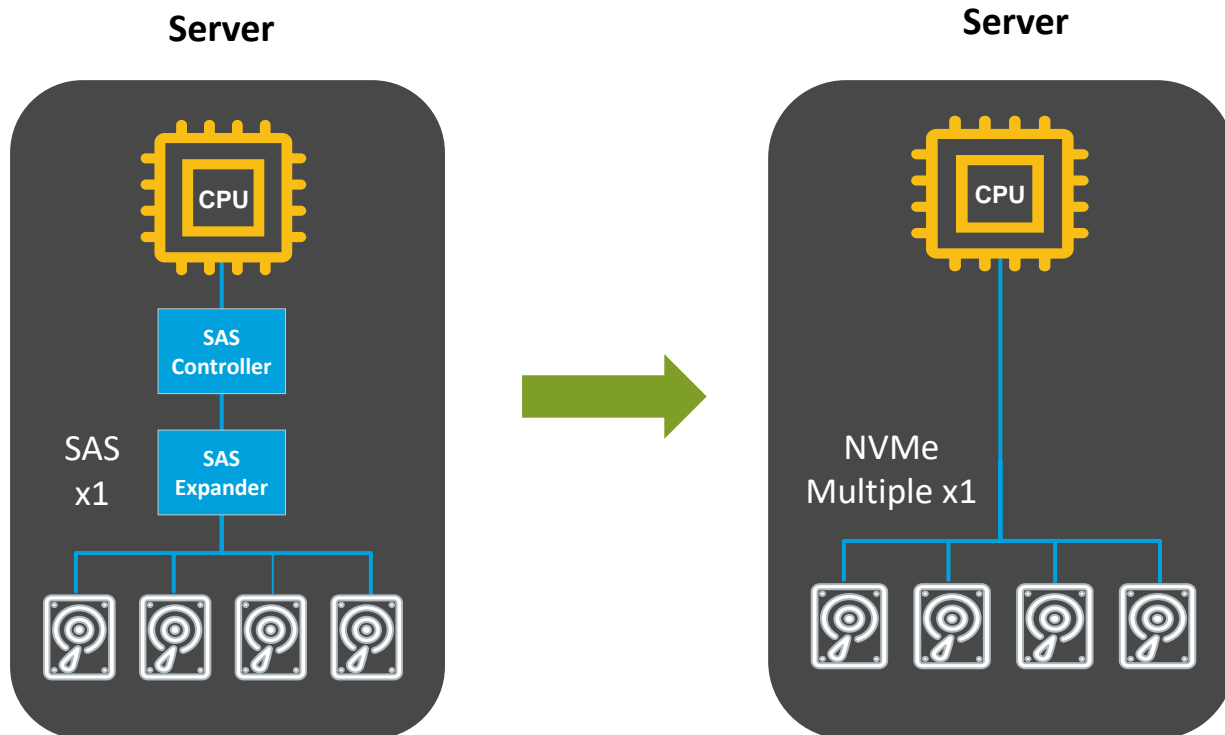 Server
CPU
SAS
Controller
SAS
Expander
SAS
x1
Server
CPU
NVMe
Multiple x1